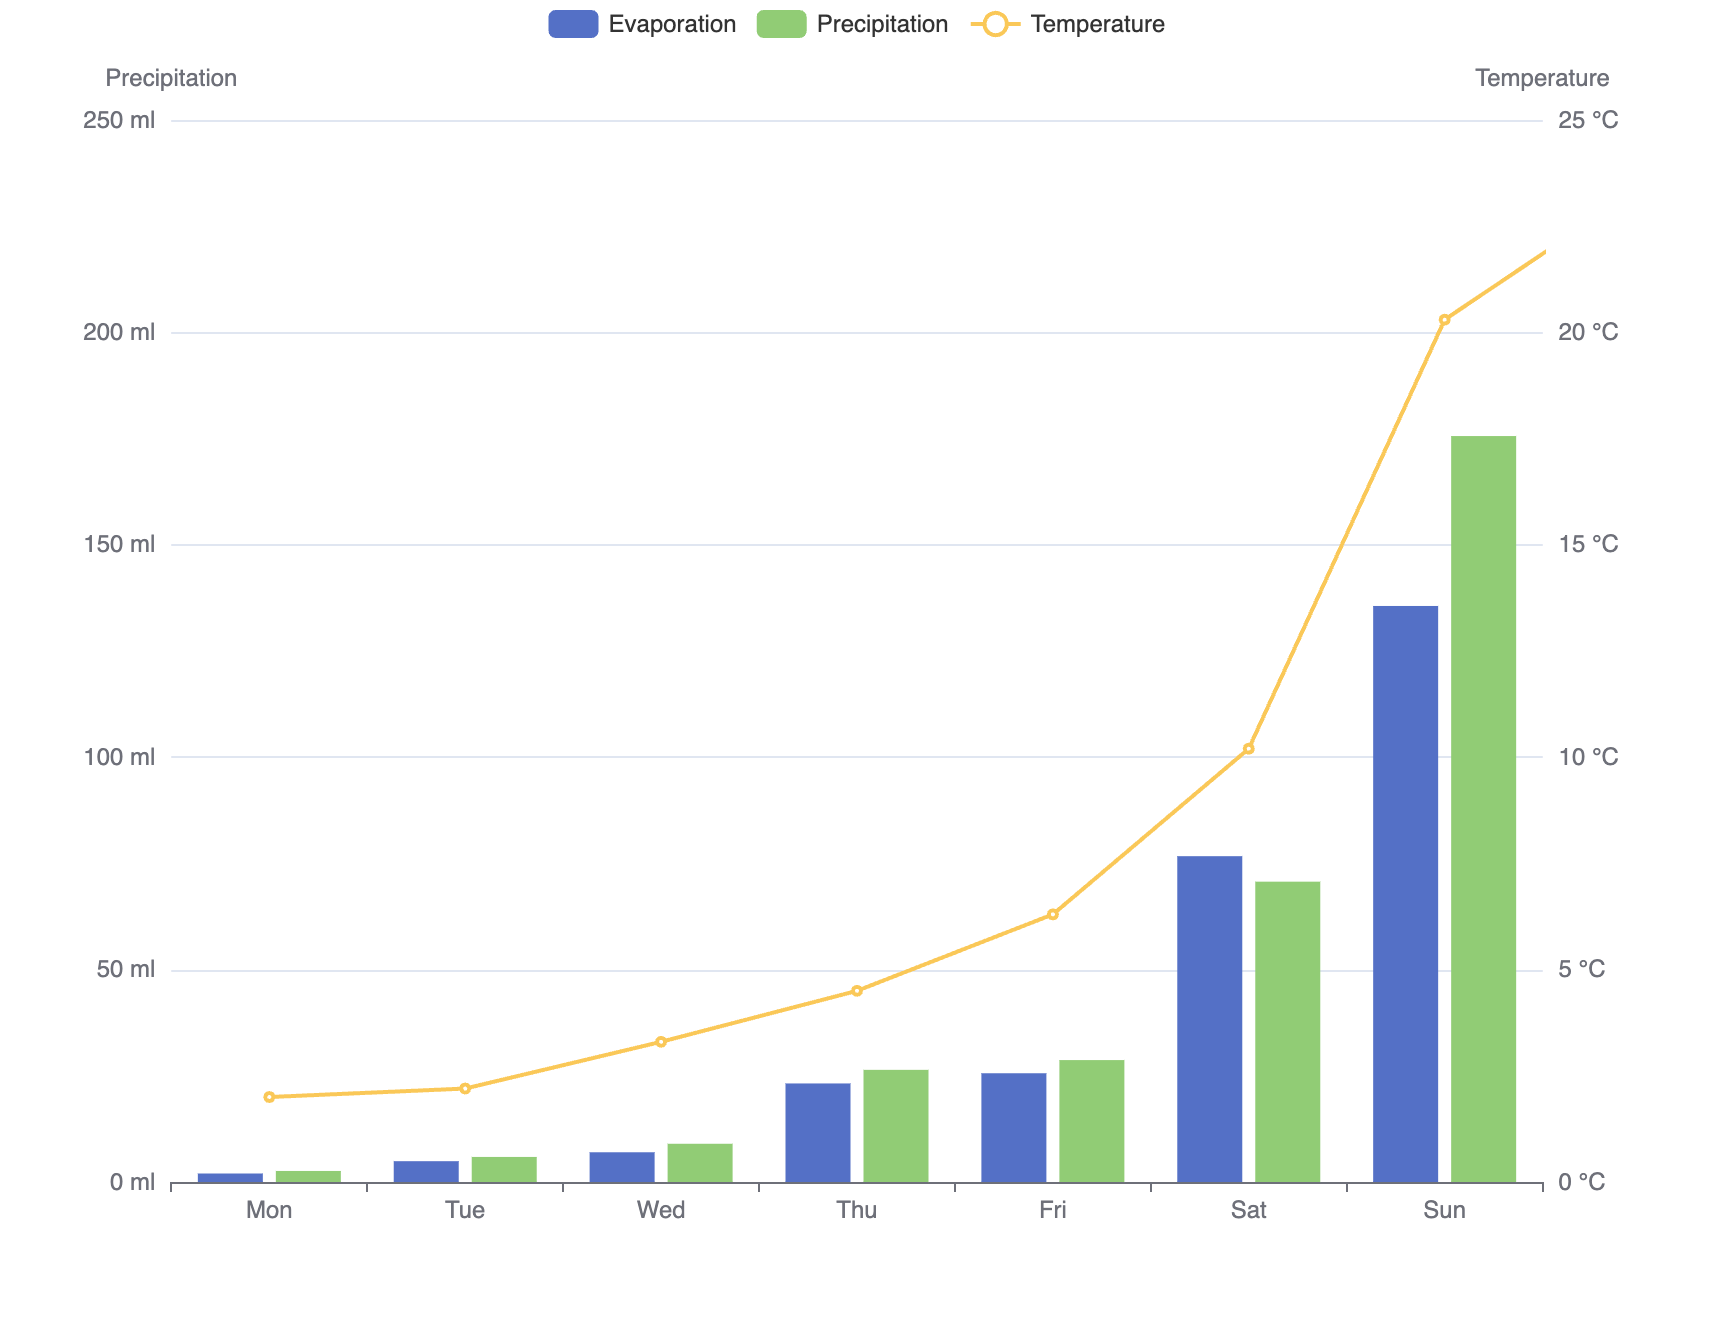 Evaporation Precipitation Temperature
Precipitation Temperature
250 ml 25 °C
200 ml 20 °C
150 ml 15 °C
100 ml 10 °C
50 ml 5 °C
0 ml 0 °C
Mon Tue Wed Thu Fri Sat Sun